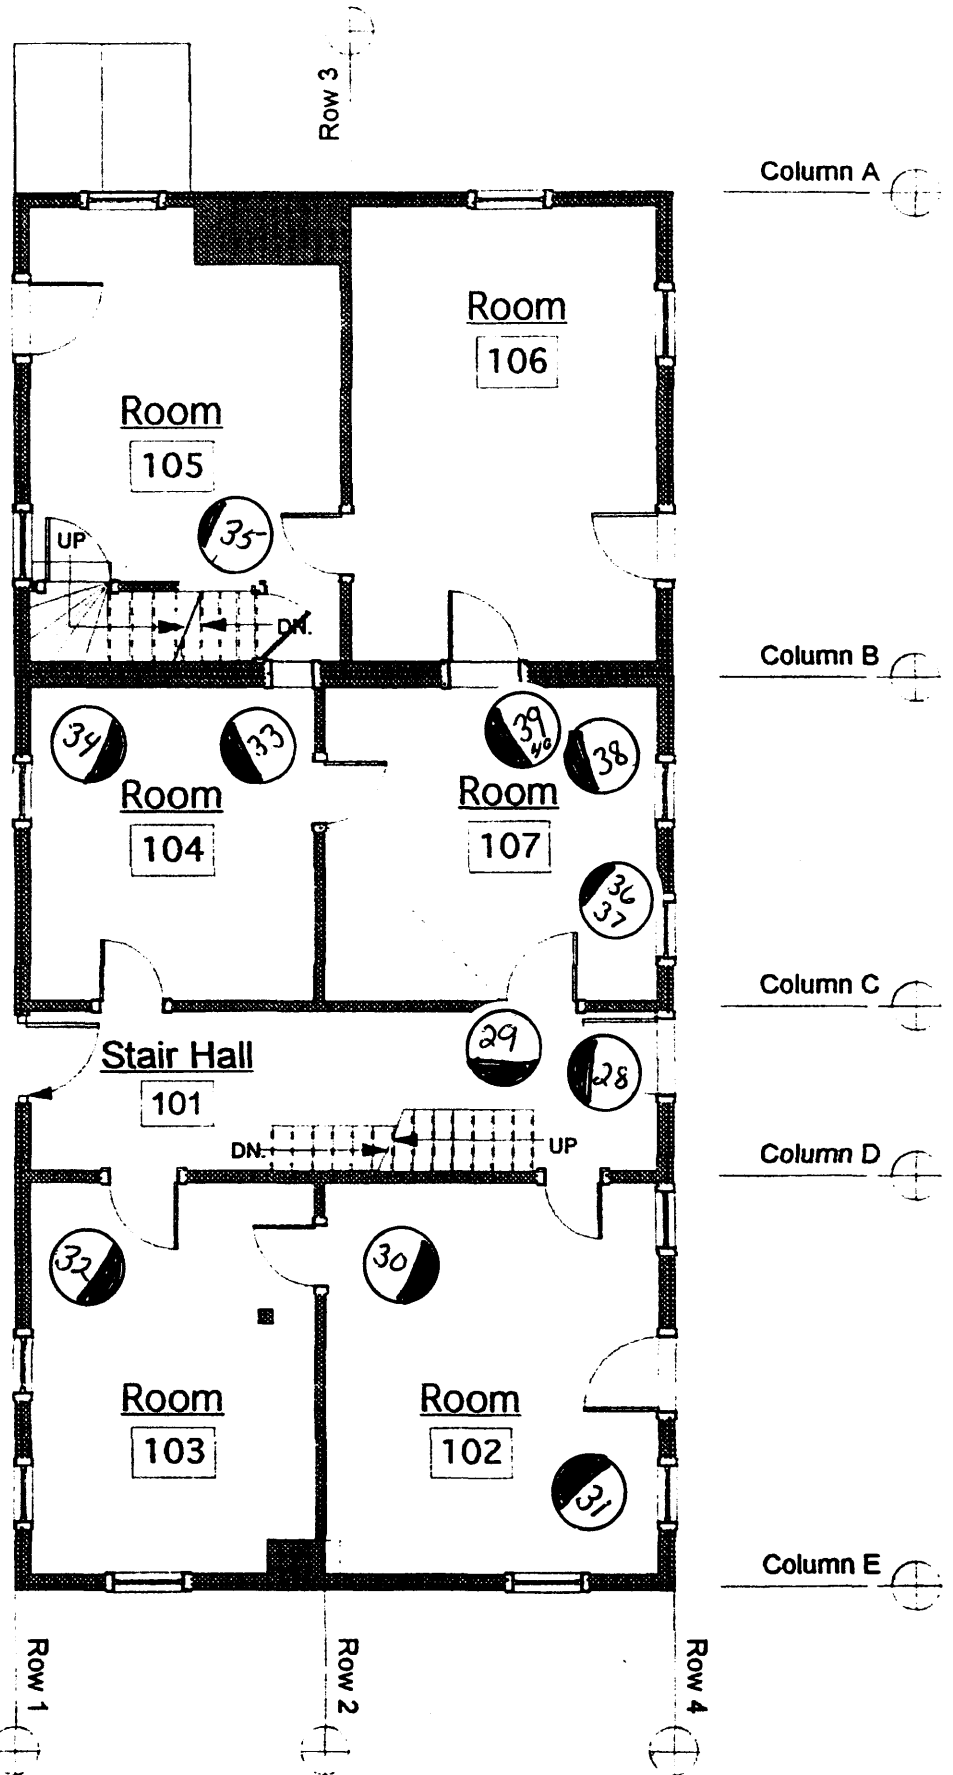 Row 3
Column A
Room
106
Room
105
35
UP
DN.
Column B
34
33
39
40
38
Room
104
Room
107
36
37
Column C
29
Stair Hall
101
28
DN.
UP
Column D
32
30
Room
103
Room
102
31
Column E
Row 1
Row 2
Row 4